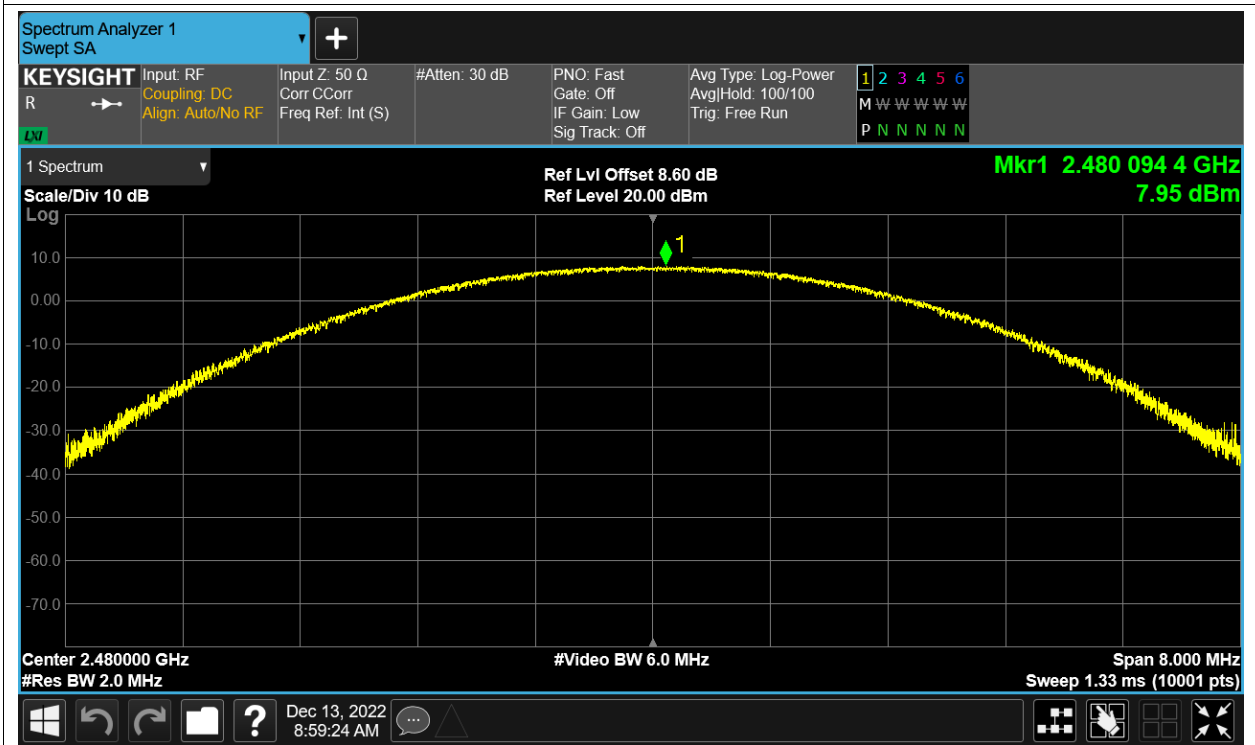 Spectrum Analyzer 1
Swept SA
KEYSIGHT
R
LXI
Input: RF
Coupling: DC
Align: Auto/No RF
Input Z: 50 Ω
Corr CCorr
Freq Ref: Int (S)
#Atten: 30 dB
PNO: Fast
Gate: Off
IF Gain: Low
Sig Track: Off
Avg Type: Log-Power
Avg|Hold: 100/100
Trig: Free Run
1 2 3 4 5 6
M W W W W W
P N N N N N
1 Spectrum
Scale/Div 10 dB
Log
Ref Lvl Offset 8.60 dB
Ref Level 20.00 dBm
Mkr1 2.480 094 4 GHz
7.95 dBm
1
10.0
0.00
-10.0
-20.0
-30.0
-40.0
-50.0
-60.0
-70.0
Center 2.480000 GHz
#Video BW 6.0 MHz
Span 8.000 MHz
#Res BW 2.0 MHz
Sweep 1.33 ms (10001 pts)
?
Dec 13, 2022
8:59:24 AM